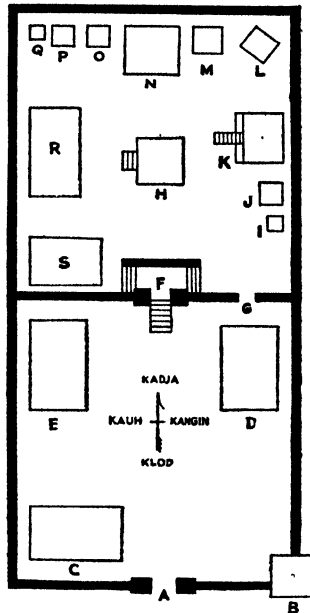 Q P O N M L
R H K
J
I
S F G
E D
KADJA
KAUH KANGIN
KLOD
C A B